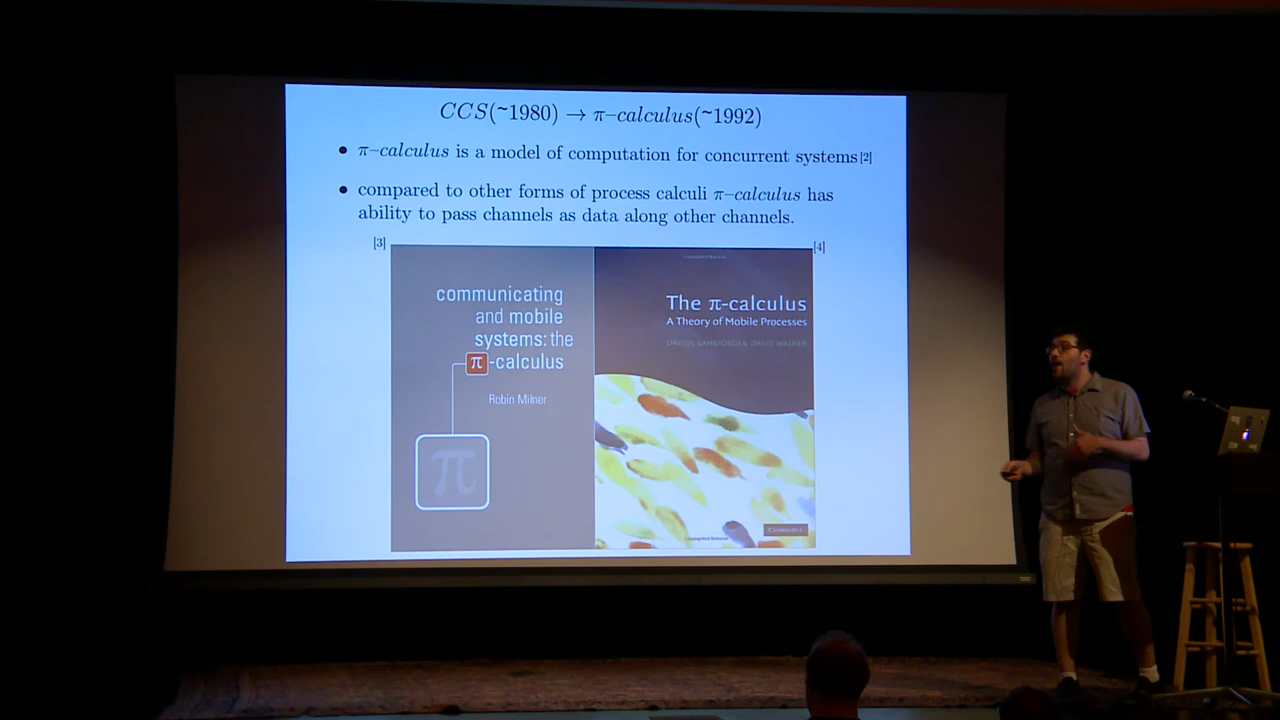 CCS(~1980) → π–calculus(~1992)
• π–calculus is a model of computation for concurrent systems[2]
• compared to other forms of process calculi π–calculus has
ability to pass channels as data along other channels.
[3]
communicating
and mobile
systems: the
π-calculus
Robin Milner
π
[4]
The π-calculus
A Theory of Mobile Processes
DAVIDE SANGIORGI & DAVID WALKER